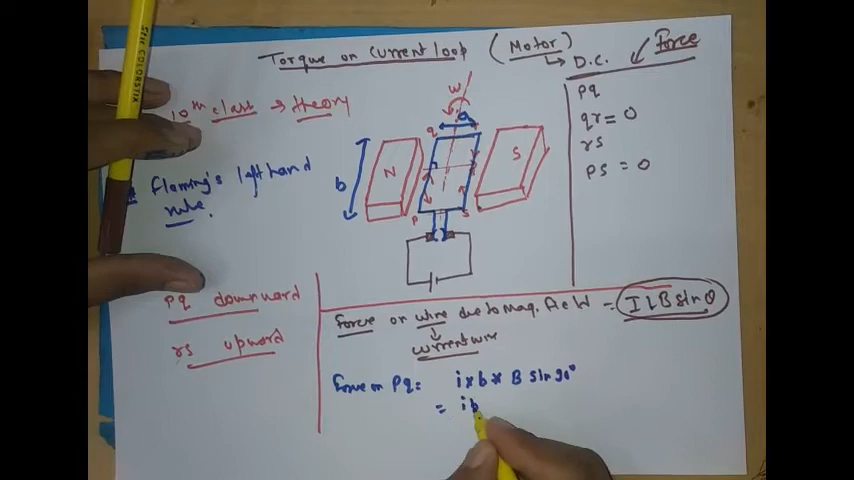 Torque on Current loop (Motor)
→ D.C. Force
10th class → theory
Flaming's left hand
rule.
pq downward
rs upward
W
a
q r
N S
b
P S
pq
qr = 0
rs
ps = 0
Force on wire due to mag. field = ILB sinθ
current wire
Force on Pq = i x b x B sin 90°
= ib